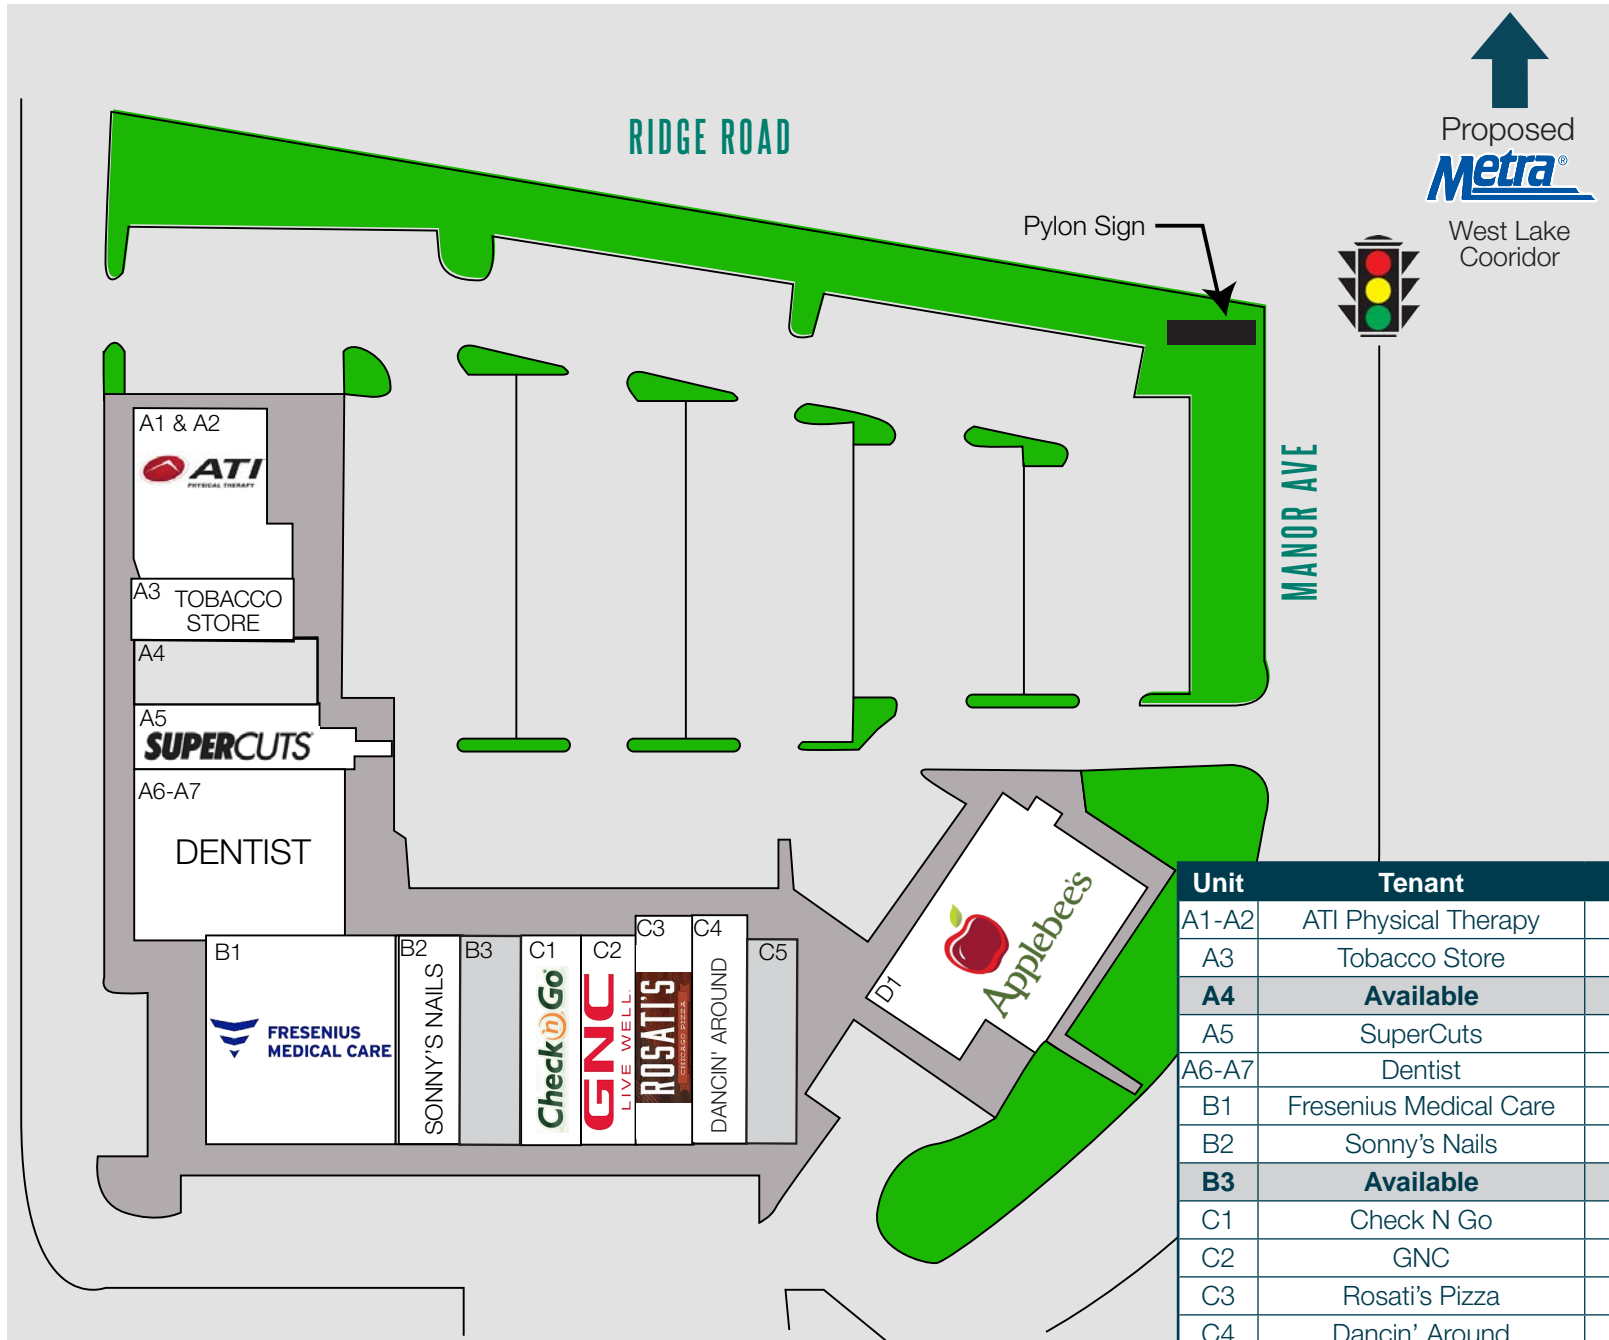 RIDGE ROAD
Proposed
Metra®
West Lake
Cooridor
Pylon Sign
MANOR AVE
A1 & A2
ATI
PHYSICAL THERAPY
A3 TOBACCO
STORE
A4
A5
SUPERCUTS
A6-A7
DENTIST
B1
FRESENIUS
MEDICAL CARE
B2
SONNY'S NAILS
B3
C1
Check n Go
C2
GNC
LIVE WELL.
C3
ROSATI'S
CHICAGO PIZZA
C4
DANCIN' AROUND
C5
D1
Applebee's
Unit Tenant
A1-A2 ATI Physical Therapy
A3 Tobacco Store
A4 Available
A5 SuperCuts
A6-A7 Dentist
B1 Fresenius Medical Care
B2 Sonny's Nails
B3 Available
C1 Check N Go
C2 GNC
C3 Rosati's Pizza
C4 Dancin' Around